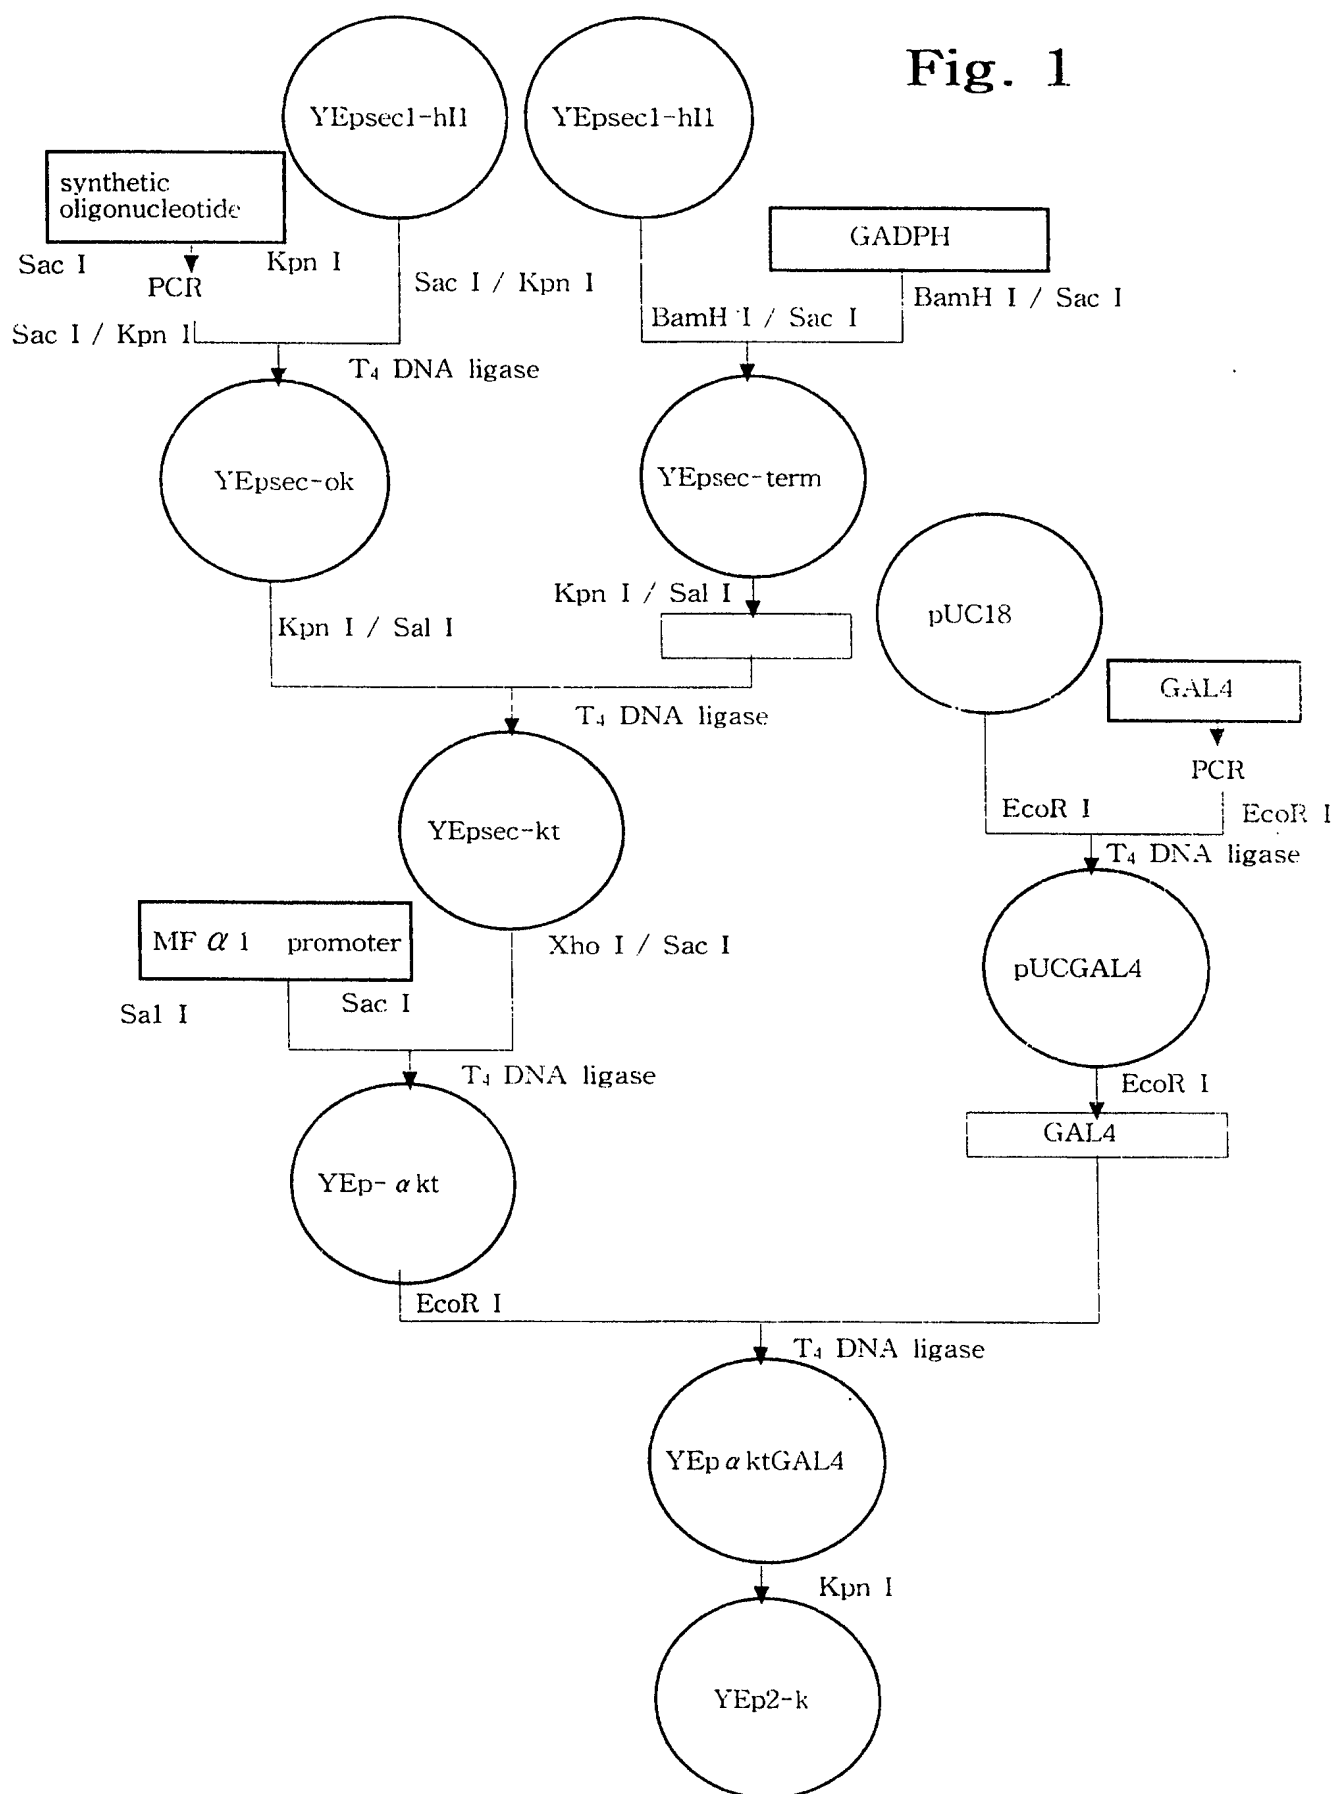 Fig. 1
YEpsec1-hI1
YEpsec1-hI1
synthetic
oligonucleotide
GADPH
Sac I
Kpn I
PCR
Sac I / Kpn I
BamH I / Sac I
Sac I / Kpn I
BamH I / Sac I
T₄ DNA ligase
YEpsec-ok
YEpsec-term
Kpn I / Sal I
pUC18
Kpn I / Sal I
GAL4
T₄ DNA ligase
PCR
EcoR I
EcoR I
YEpsec-kt
T₄ DNA ligase
MF α 1 promoter
Xho I / Sac I
pUCGAL4
Sac I
Sal I
T₄ DNA ligase
EcoR I
GAL4
YEp- α kt
EcoR I
T₄ DNA ligase
YEp α ktGAL4
Kpn I
YEp2-k